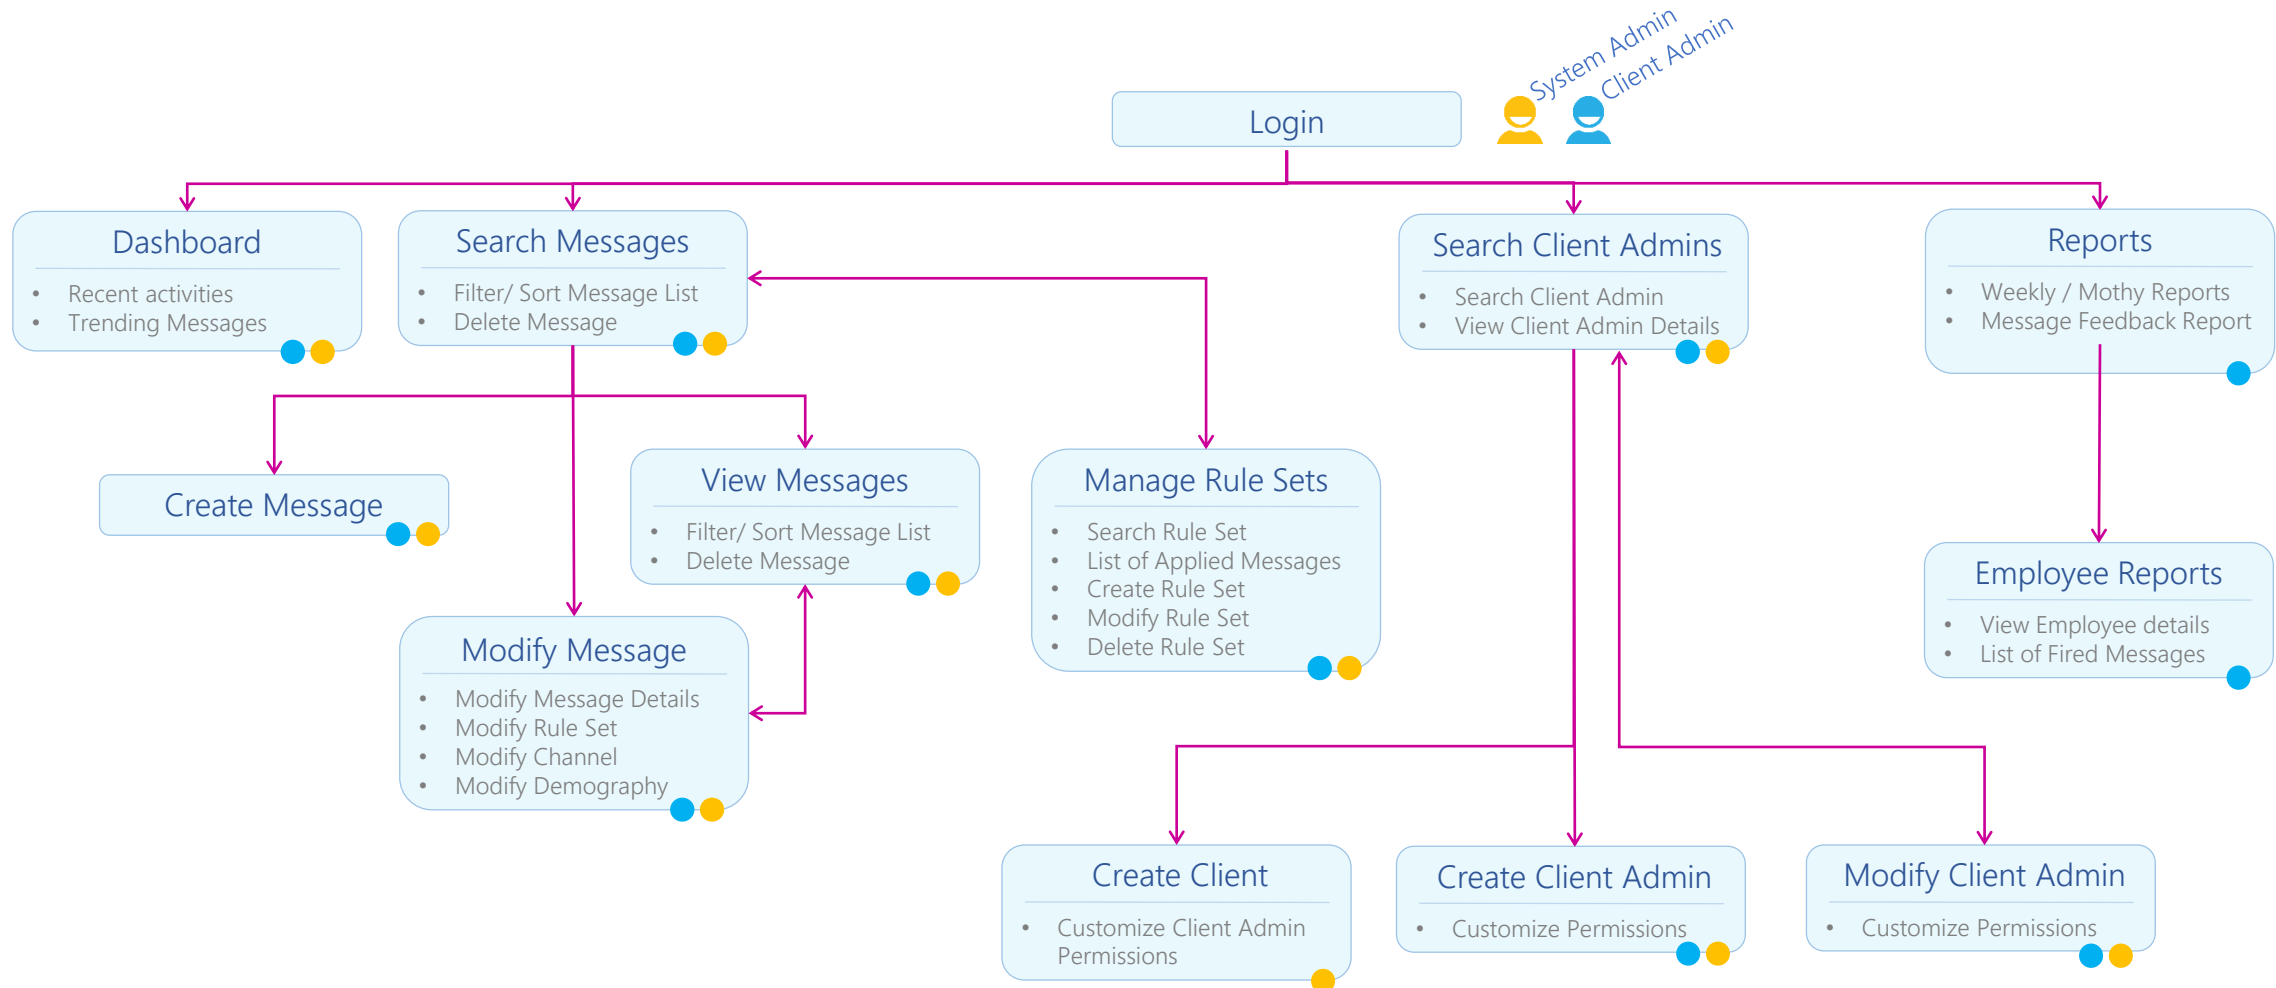 System Admin
Client Admin
Login
Dashboard
• Recent activities
• Trending Messages
Search Messages
• Filter/ Sort Message List
• Delete Message
Search Client Admins
• Search Client Admin
• View Client Admin Details
Reports
• Weekly / Mothy Reports
• Message Feedback Report
Create Message
View Messages
• Filter/ Sort Message List
• Delete Message
Manage Rule Sets
• Search Rule Set
• List of Applied Messages
• Create Rule Set
• Modify Rule Set
• Delete Rule Set
Employee Reports
• View Employee details
• List of Fired Messages
Modify Message
• Modify Message Details
• Modify Rule Set
• Modify Channel
• Modify Demography
Create Client
• Customize Client Admin
Permissions
Create Client Admin
• Customize Permissions
Modify Client Admin
• Customize Permissions